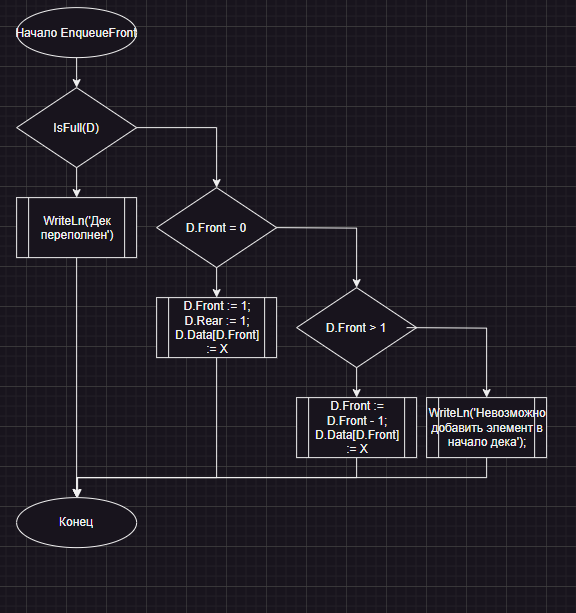 Начало EnqueueFront
IsFull(D)
WriteLn('Дек
переполнен')
D.Front = 0
D.Front := 1;
D.Rear := 1;
D.Data[D.Front]
:= X
D.Front > 1
D.Front :=
D.Front - 1;
D.Data[D.Front]
:= X
WriteLn('Невозможно
добавить элемент в
начало дека');
Конец